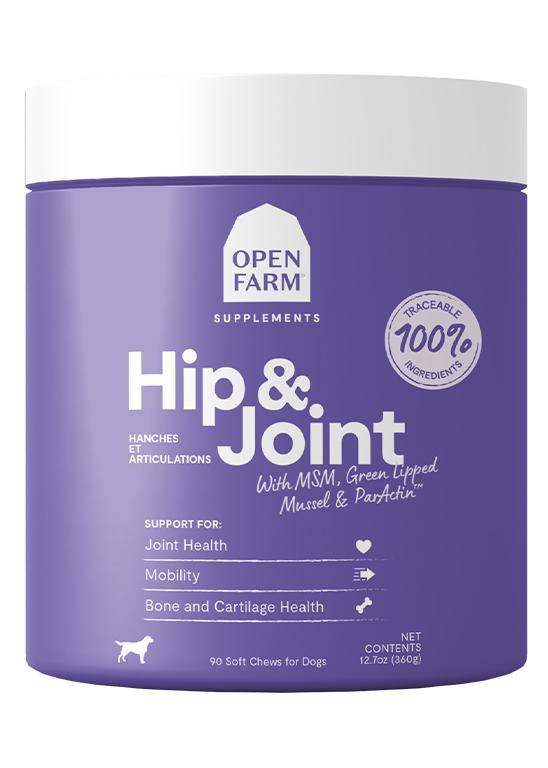 OPEN
FARM®
SUPPLEMENTS
TRACEABLE
100%
INGREDIENTS
Hip &
Joint
HANCHES
ET
ARTICULATIONS
With MSM, Green Lipped
Mussel & ParActin™
SUPPORT FOR:
Joint Health
Mobility
Bone and Cartilage Health
90 Soft Chews for Dogs
NET
CONTENTS
12.7oz (360g)